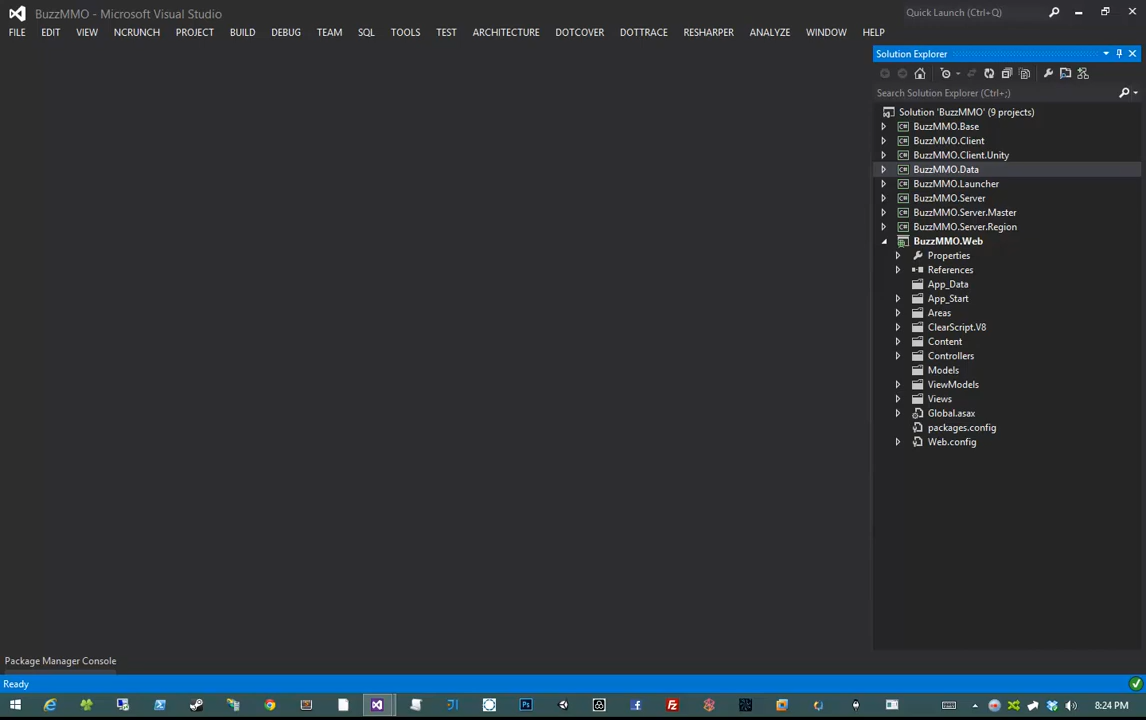 BuzzMMO - Microsoft Visual Studio
Quick Launch (Ctrl+Q)
FILE EDIT VIEW NCRUNCH PROJECT BUILD DEBUG TEAM SQL TOOLS TEST ARCHITECTURE DOTCOVER DOTTRACE RESHARPER ANALYZE WINDOW HELP
Solution Explorer
Search Solution Explorer (Ctrl+;)
Solution 'BuzzMMO' (9 projects)
C# BuzzMMO.Base
C# BuzzMMO.Client
C# BuzzMMO.Client.Unity
C# BuzzMMO.Data
C# BuzzMMO.Launcher
C# BuzzMMO.Server
C# BuzzMMO.Server.Master
C# BuzzMMO.Server.Region
BuzzMMO.Web
Properties
References
App_Data
App_Start
Areas
ClearScript.V8
Content
Controllers
Models
ViewModels
Views
Global.asax
packages.config
Web.config
Package Manager Console
Ready
Ps
Fz
8:24 PM